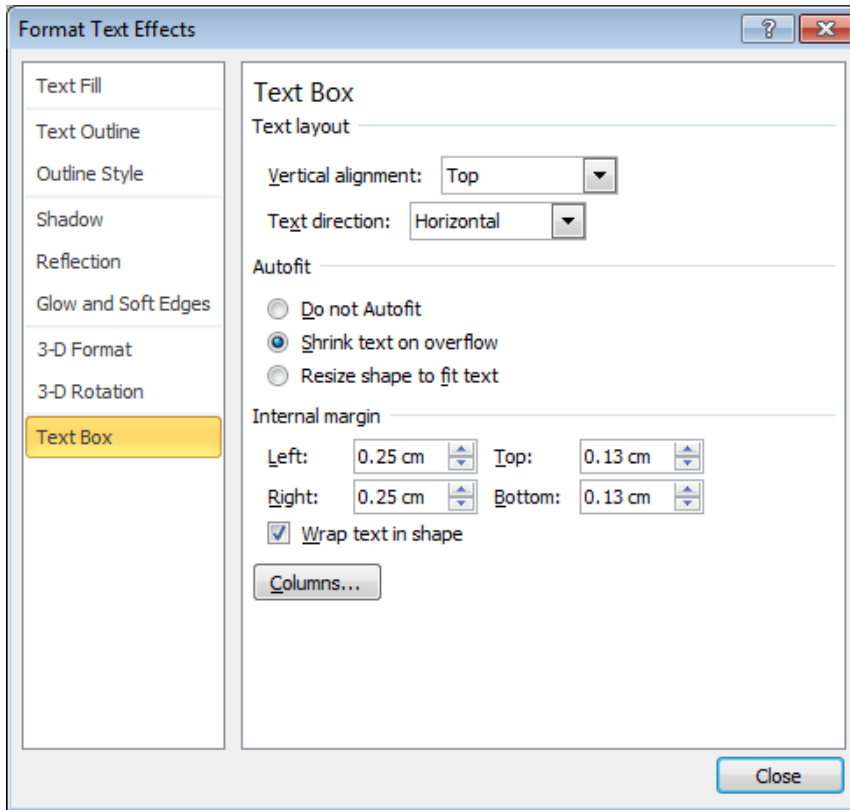 Format Text Effects
Text Fill
Text Outline
Outline Style
Shadow
Reflection
Glow and Soft Edges
3-D Format
3-D Rotation
Text Box
Text Box
Text layout
Vertical alignment: Top
Text direction: Horizontal
Autofit
Do not Autofit
Shrink text on overflow
Resize shape to fit text
Internal margin
Left: 0.25 cm Top: 0.13 cm
Right: 0.25 cm Bottom: 0.13 cm
Wrap text in shape
Columns...
Close